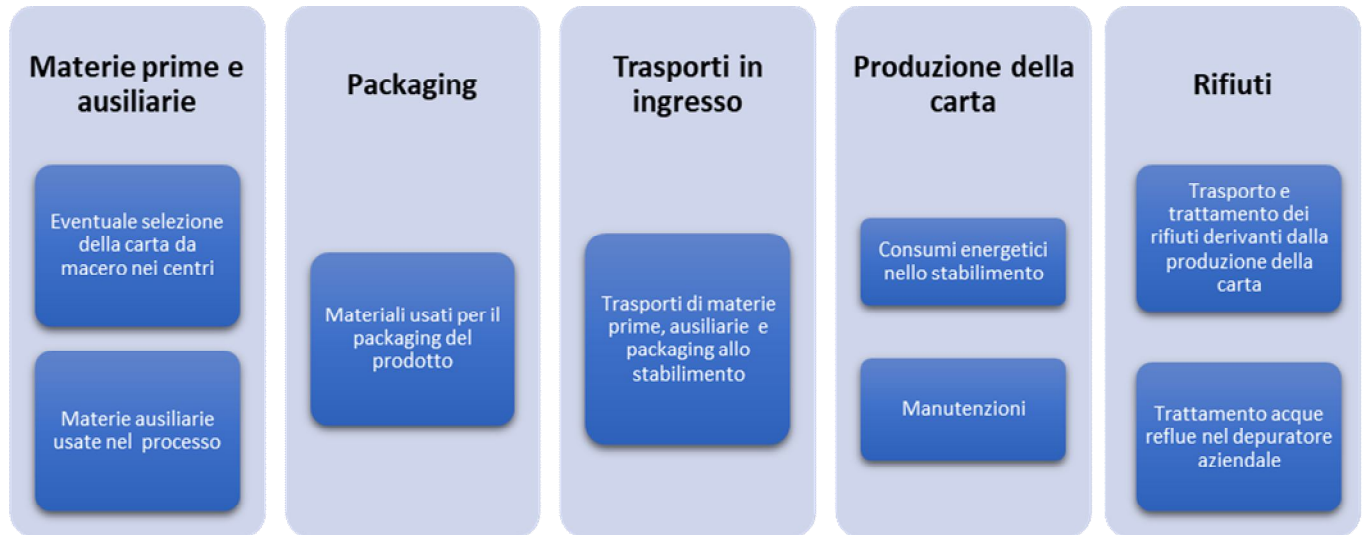 Materie prime e
ausiliarie
Eventuale selezione
della carta da
macero nei centri
Materie ausiliarie
usate nel processo
Packaging
Materiali usati per il
packaging del
prodotto
Trasporti in
ingresso
Trasporti di materie
prime, ausiliarie e
packaging allo
stabilimento
Produzione della
carta
Consumi energetici
nello stabilimento
Manutenzioni
Rifiuti
Trasporto e
trattamento dei
rifiuti derivanti dalla
produzione della
carta
Trattamento acque
reflue nel depuratore
aziendale